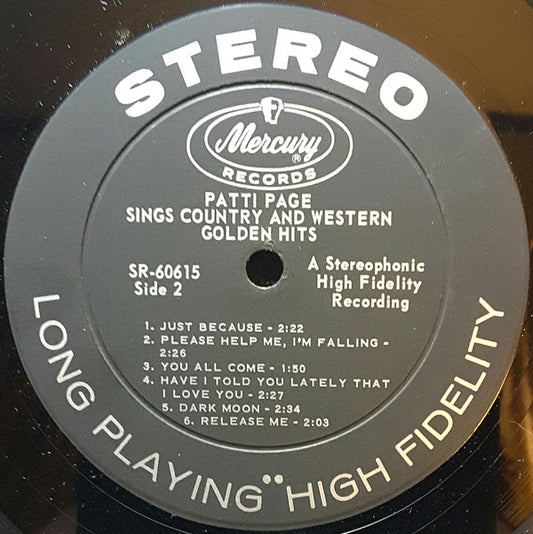 STEREO
Mercury®
RECORDS
PATTI PAGE
SINGS COUNTRY AND WESTERN
GOLDEN HITS
SR-60615
Side 2
A Stereophonic
High Fidelity
Recording
1. JUST BECAUSE - 2:22
2. PLEASE HELP ME, I'M FALLING -
2:26
3. YOU ALL COME - 1:50
4. HAVE I TOLD YOU LATELY THAT
I LOVE YOU - 2:27
5. DARK MOON - 2:34
6. RELEASE ME - 2:03
LONG PLAYING •• HIGH FIDELITY